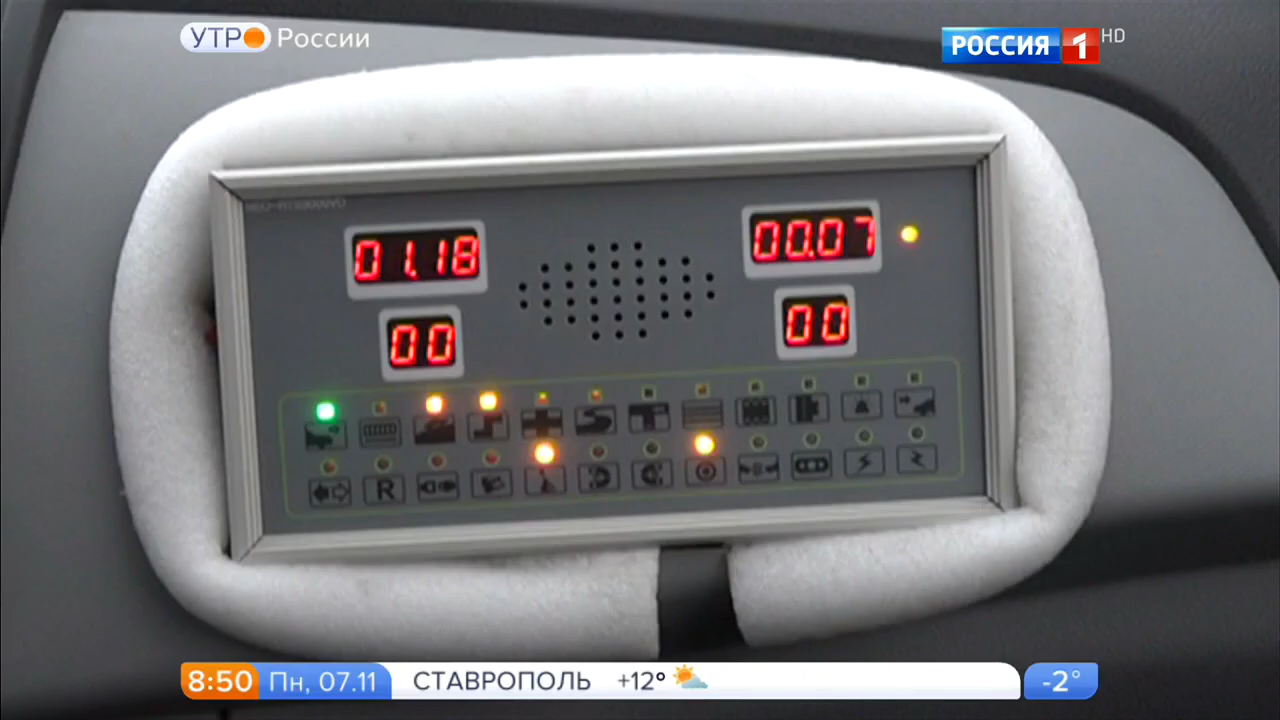 УТРО России
РОССИЯ 1 HD
01.18
00.07
00
00
R
8:50 Пн, 07.11 СТАВРОПОЛЬ +12° -2°